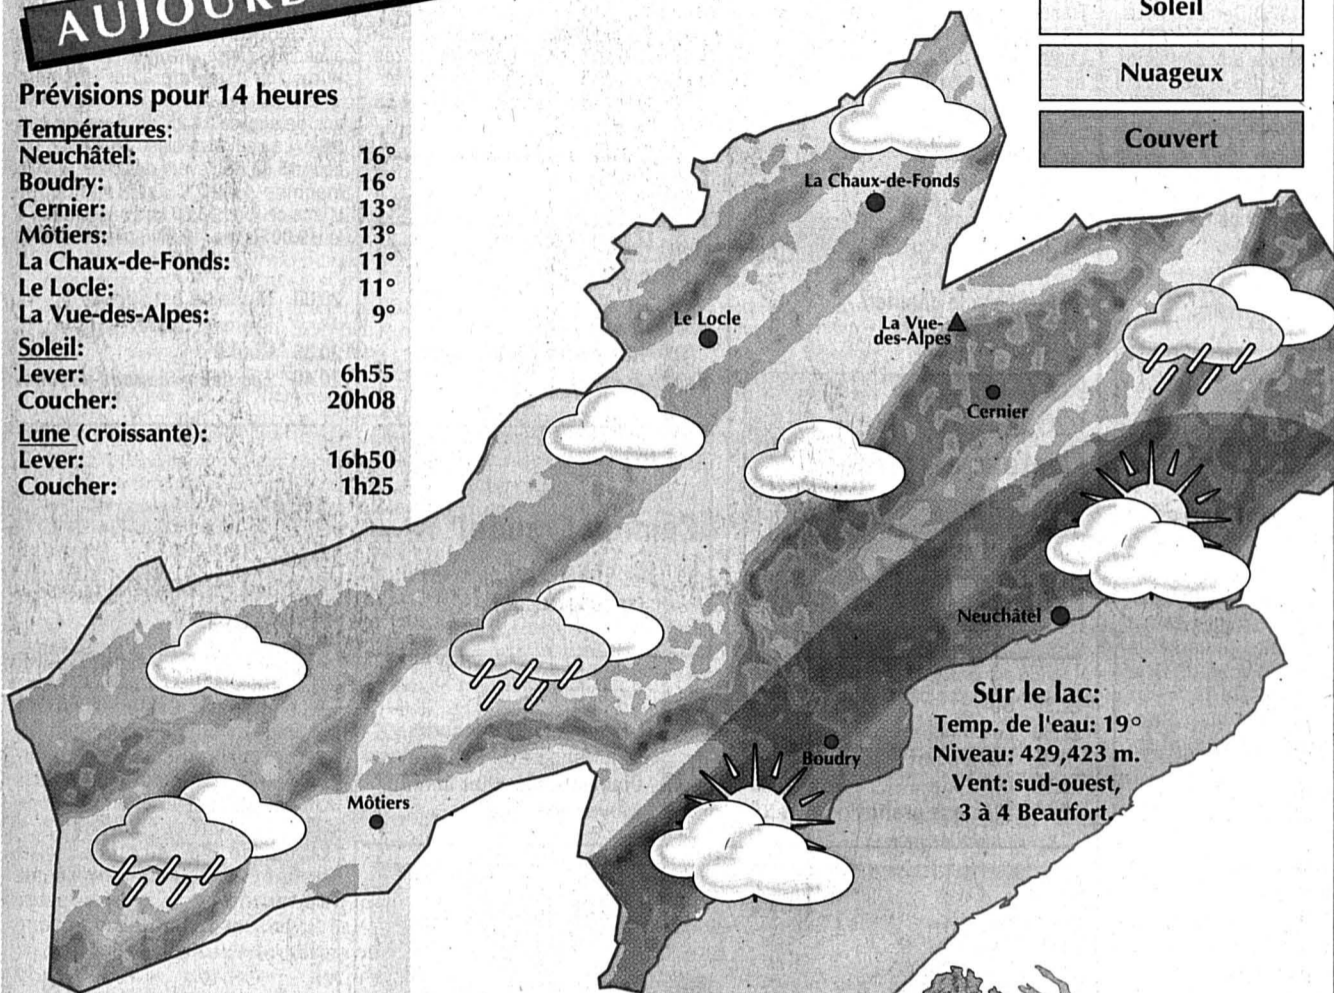 Prévisions pour 14 heures
Températures:
Neuchâtel: 16°
Boudry: 16°
Cernier: 13°
Môtiers: 13°
La Chaux-de-Fonds: 11°
Le Locle: 11°
La Vue-des-Alpes: 9°
Soleil:
Lever: 6h55
Coucher: 20h08
Lune (croissante):
Lever: 16h50
Coucher: 1h25
Soleil
Nuageux
Couvert
La Chaux-de-Fonds
Le Locle
La Vue-
des-Alpes
Cernier
Neuchâtel
Boudry
Môtiers
Sur le lac:
Temp. de l'eau: 19°
Niveau: 429,423 m.
Vent: sud-ouest,
3 à 4 Beaufort.